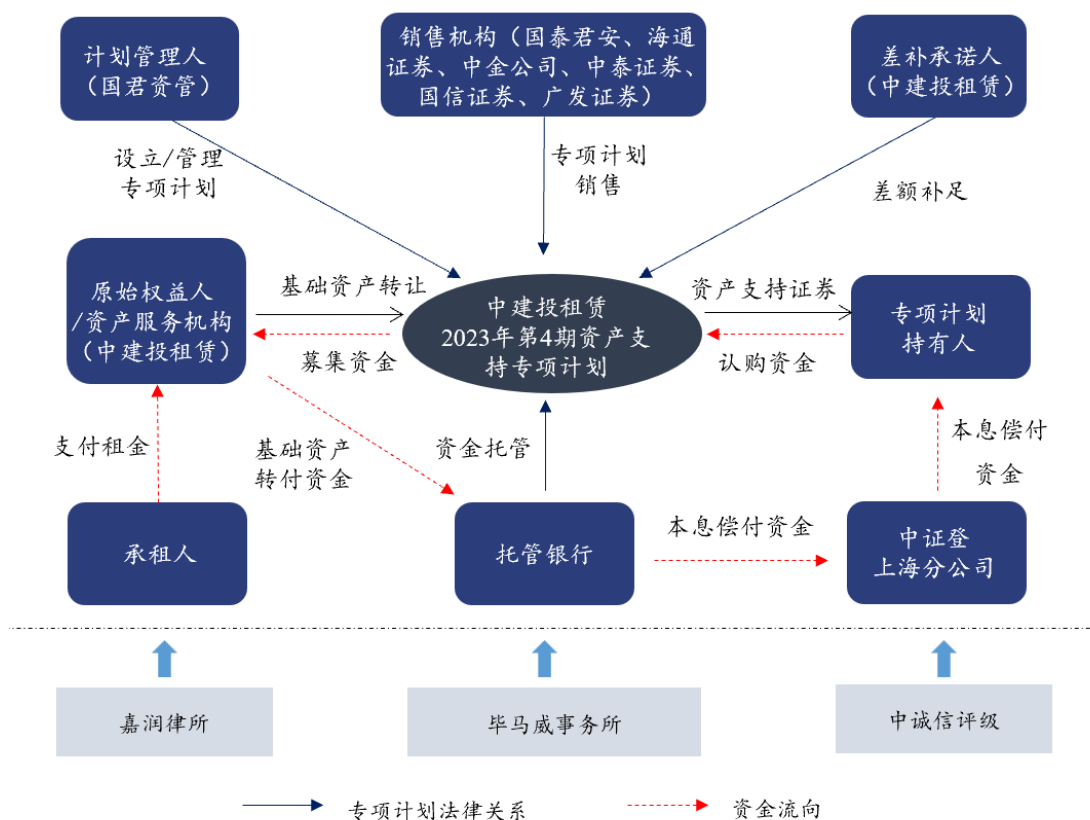 计划管理人
（国君资管）
销售机构（国泰君安、海通
证券、中金公司、中泰证券、
国信证券、广发证券）
差补承诺人
（中建投租赁）
设立/管理
专项计划
专项计划
销售
差额补足
原始权益人
/资产服务机构
（中建投租赁）
基础资产转让
募集资金
中建投租赁
2023年第4期资产支
持专项计划
资产支持证券
认购资金
专项计划
持有人
支付租金
基础资产
转付资金
资金托管
本息偿付
资金
承租人
托管银行
本息偿付资金
中证登
上海分公司
嘉润律所
毕马威事务所
中诚信评级
专项计划法律关系
资金流向